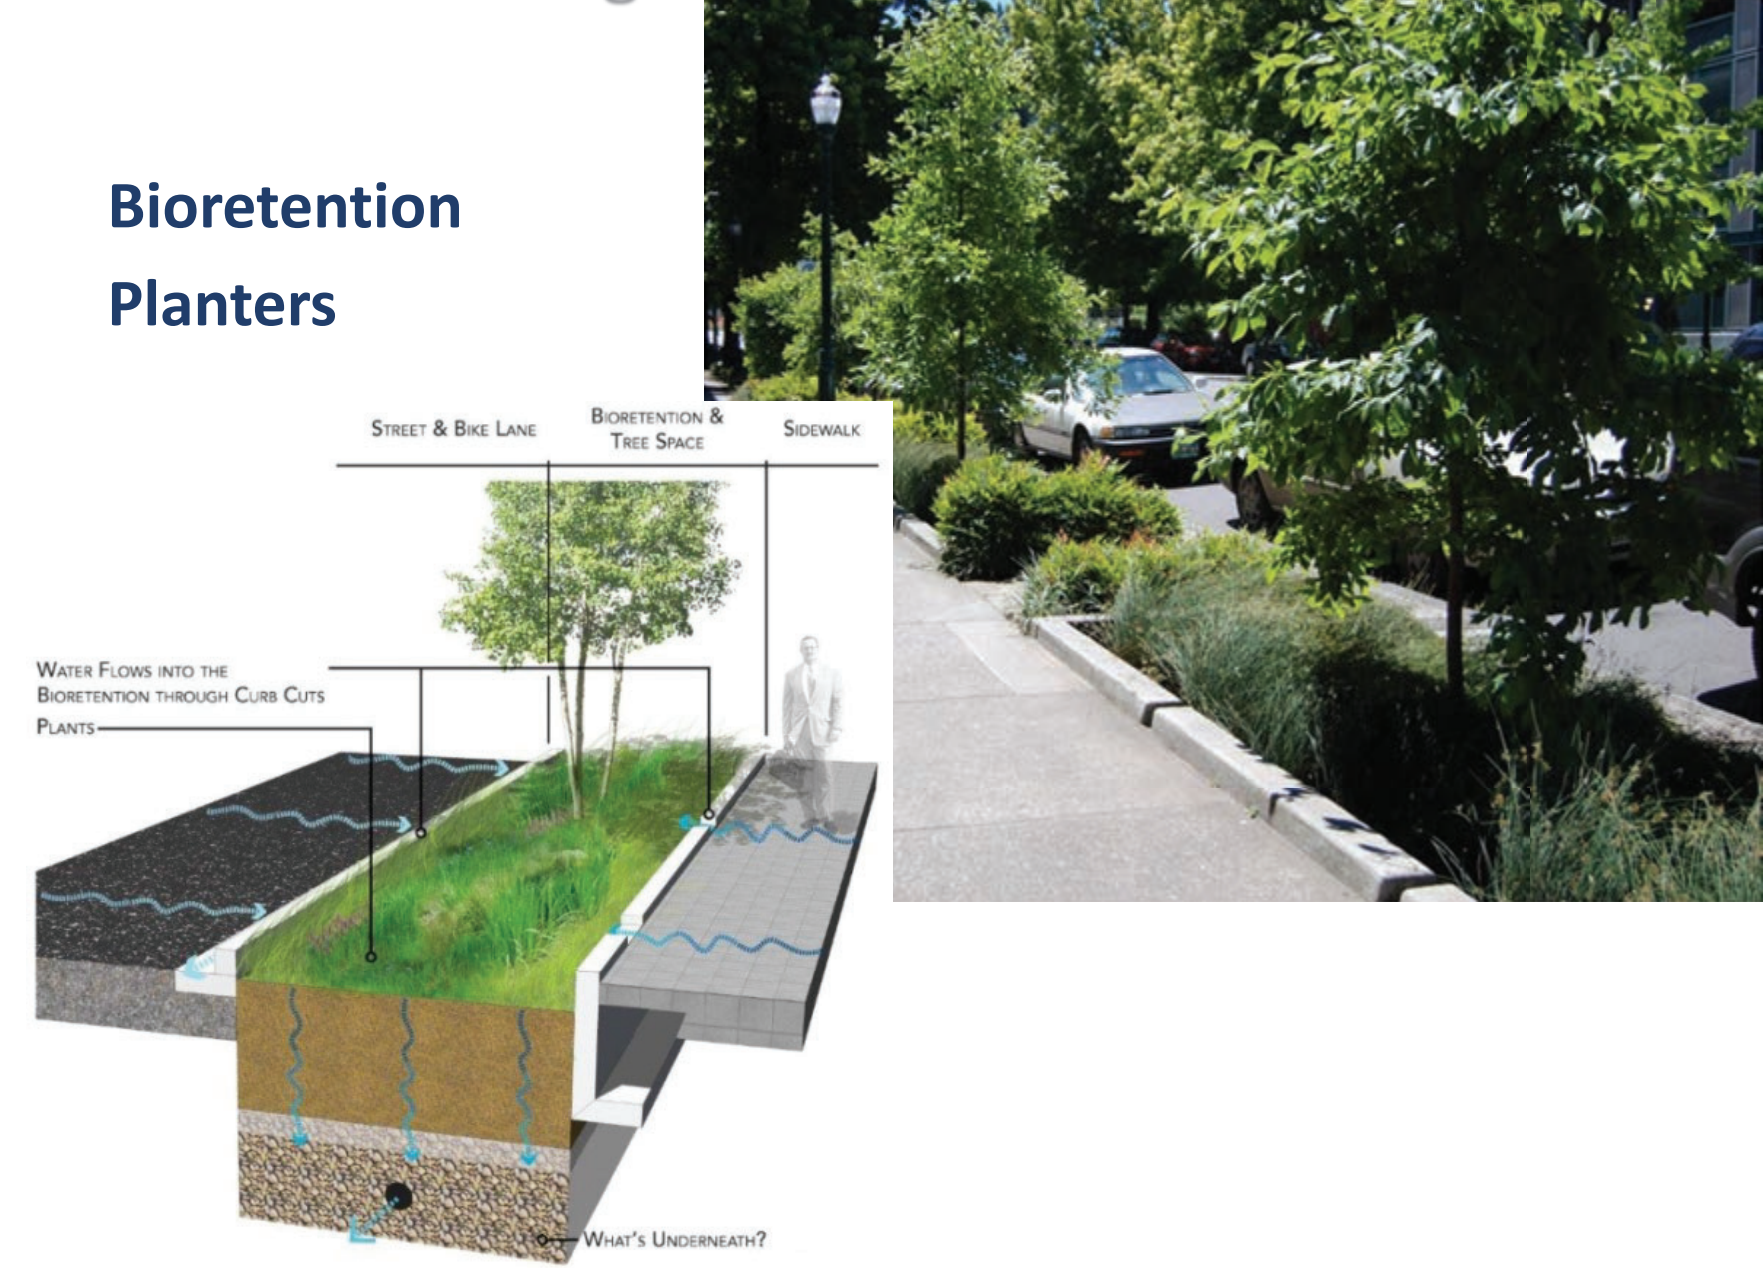 Bioretention
Planters
STREET & BIKE LANE
BIORETENTION &
TREE SPACE
SIDEWALK
WATER FLOWS INTO THE
BIORETENTION THROUGH CURB CUTS
PLANTS
WHAT'S UNDERNEATH?